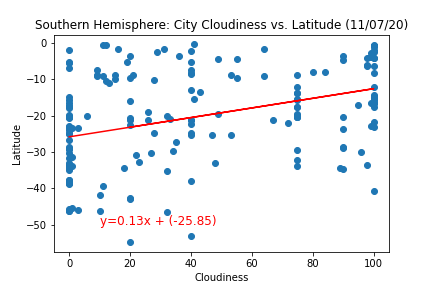 Southern Hemisphere: City Cloudiness vs. Latitude (11/07/20)
0
−10
−20
−30
−40
−50
Latitude
y=0.13x + (-25.85)
0 20 40 60 80 100
Cloudiness